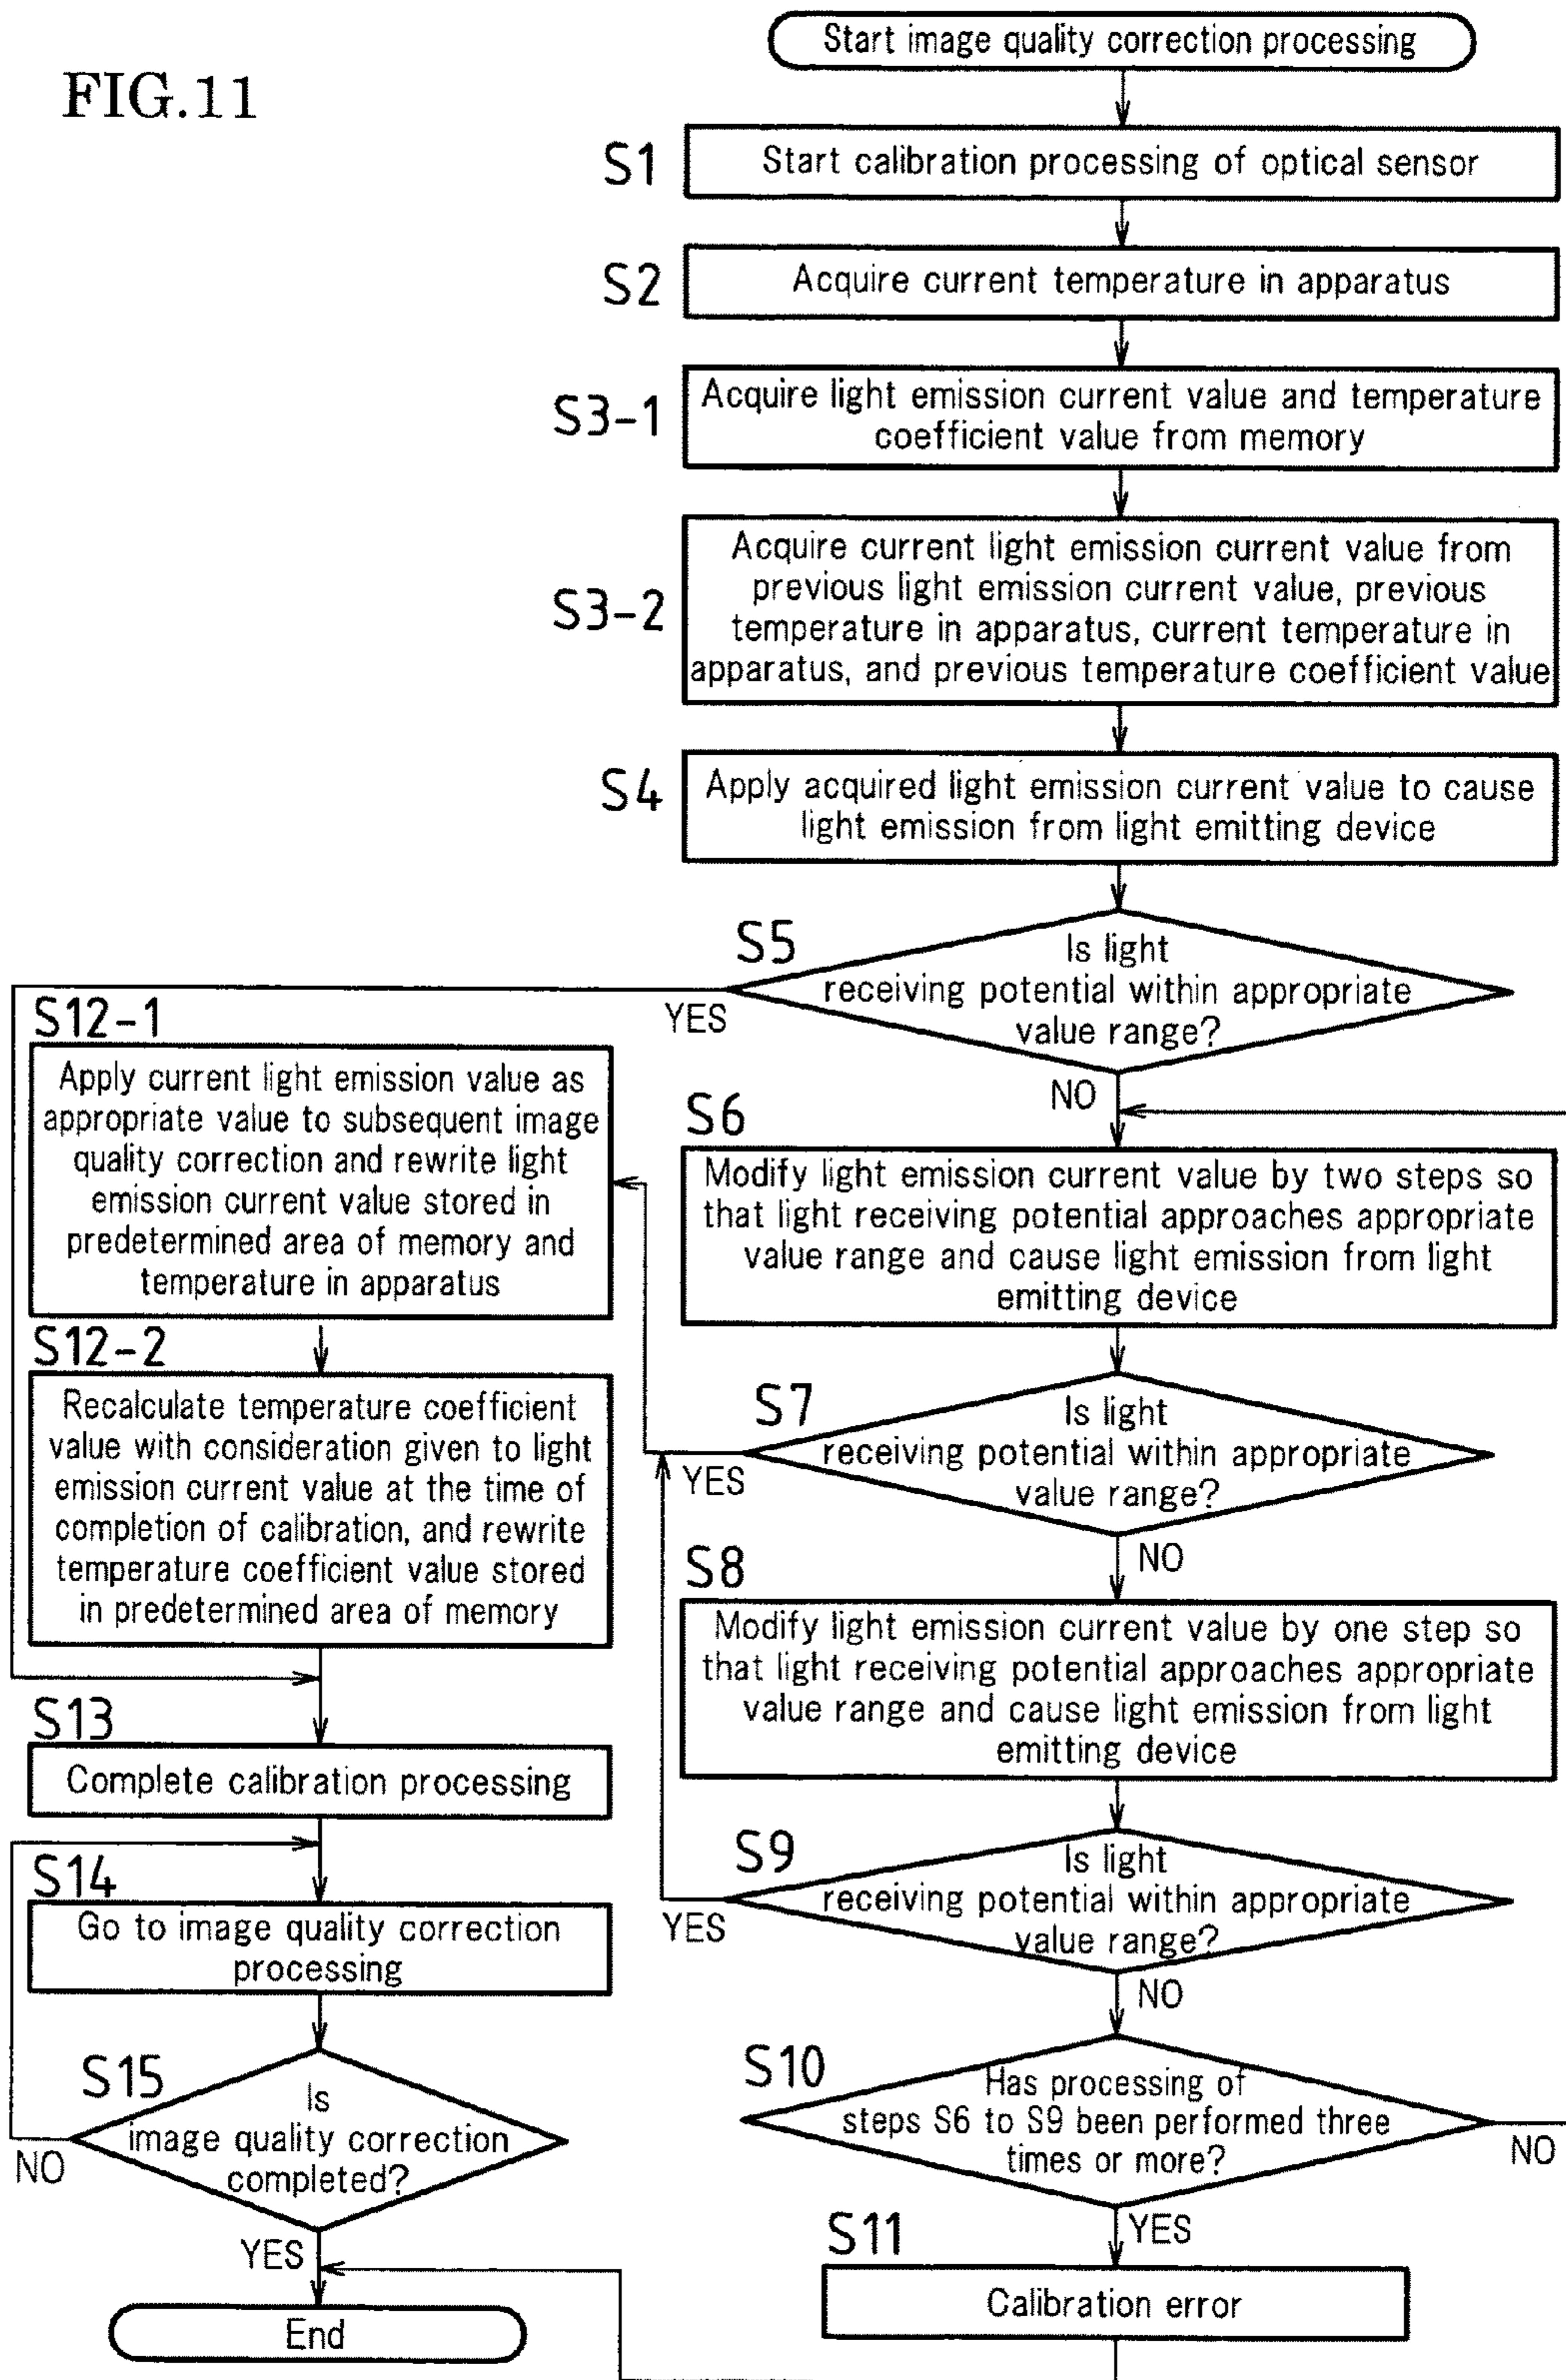 FIG.11
Start image quality correction processing
S1
Start calibration processing of optical sensor
S2
Acquire current temperature in apparatus
S3-1
Acquire light emission current value and temperature
coefficient value from memory
S3-2
Acquire current light emission current value from
previous light emission current value, previous
temperature in apparatus, current temperature in
apparatus, and previous temperature coefficient value
S4
Apply acquired light emission current value to cause
light emission from light emitting device
S5
Is light
receiving potential within appropriate
value range?
YES
NO
S6
Modify light emission current value by two steps so
that light receiving potential approaches appropriate
value range and cause light emission from light
emitting device
S7
Is light
receiving potential within appropriate
value range?
YES
NO
S8
Modify light emission current value by one step so
that light receiving potential approaches appropriate
value range and cause light emission from light
emitting device
S9
Is light
receiving potential within appropriate
value range?
YES
NO
S10
Has processing of
steps S6 to S9 been performed three
times or more?
NO
YES
S11
Calibration error
S12-1
Apply current light emission value as
appropriate value to subsequent image
quality correction and rewrite light
emission current value stored in
predetermined area of memory and
temperature in apparatus
S12-2
Recalculate temperature coefficient
value with consideration given to light
emission current value at the time of
completion of calibration, and rewrite
temperature coefficient value stored
in predetermined area of memory
S13
Complete calibration processing
S14
Go to image quality correction
processing
S15
Is
image quality correction
completed?
NO
YES
End